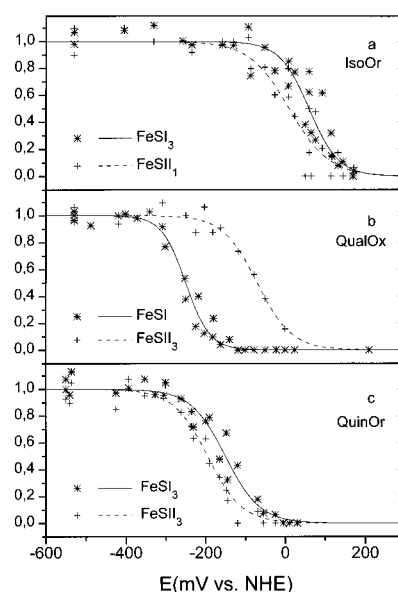 1,0
0,8
0,6
0,4
0,2
0,0
a
IsoOr
FeSI3
FeSII1
1,0
0,8
0,6
0,4
0,2
0,0
b
QualOx
FeSI
FeSII3
1,0
0,8
0,6
0,4
0,2
0,0
c
QuinOr
FeSI3
FeSII3
-600 -400 -200 0 200
E(mV vs. NHE)